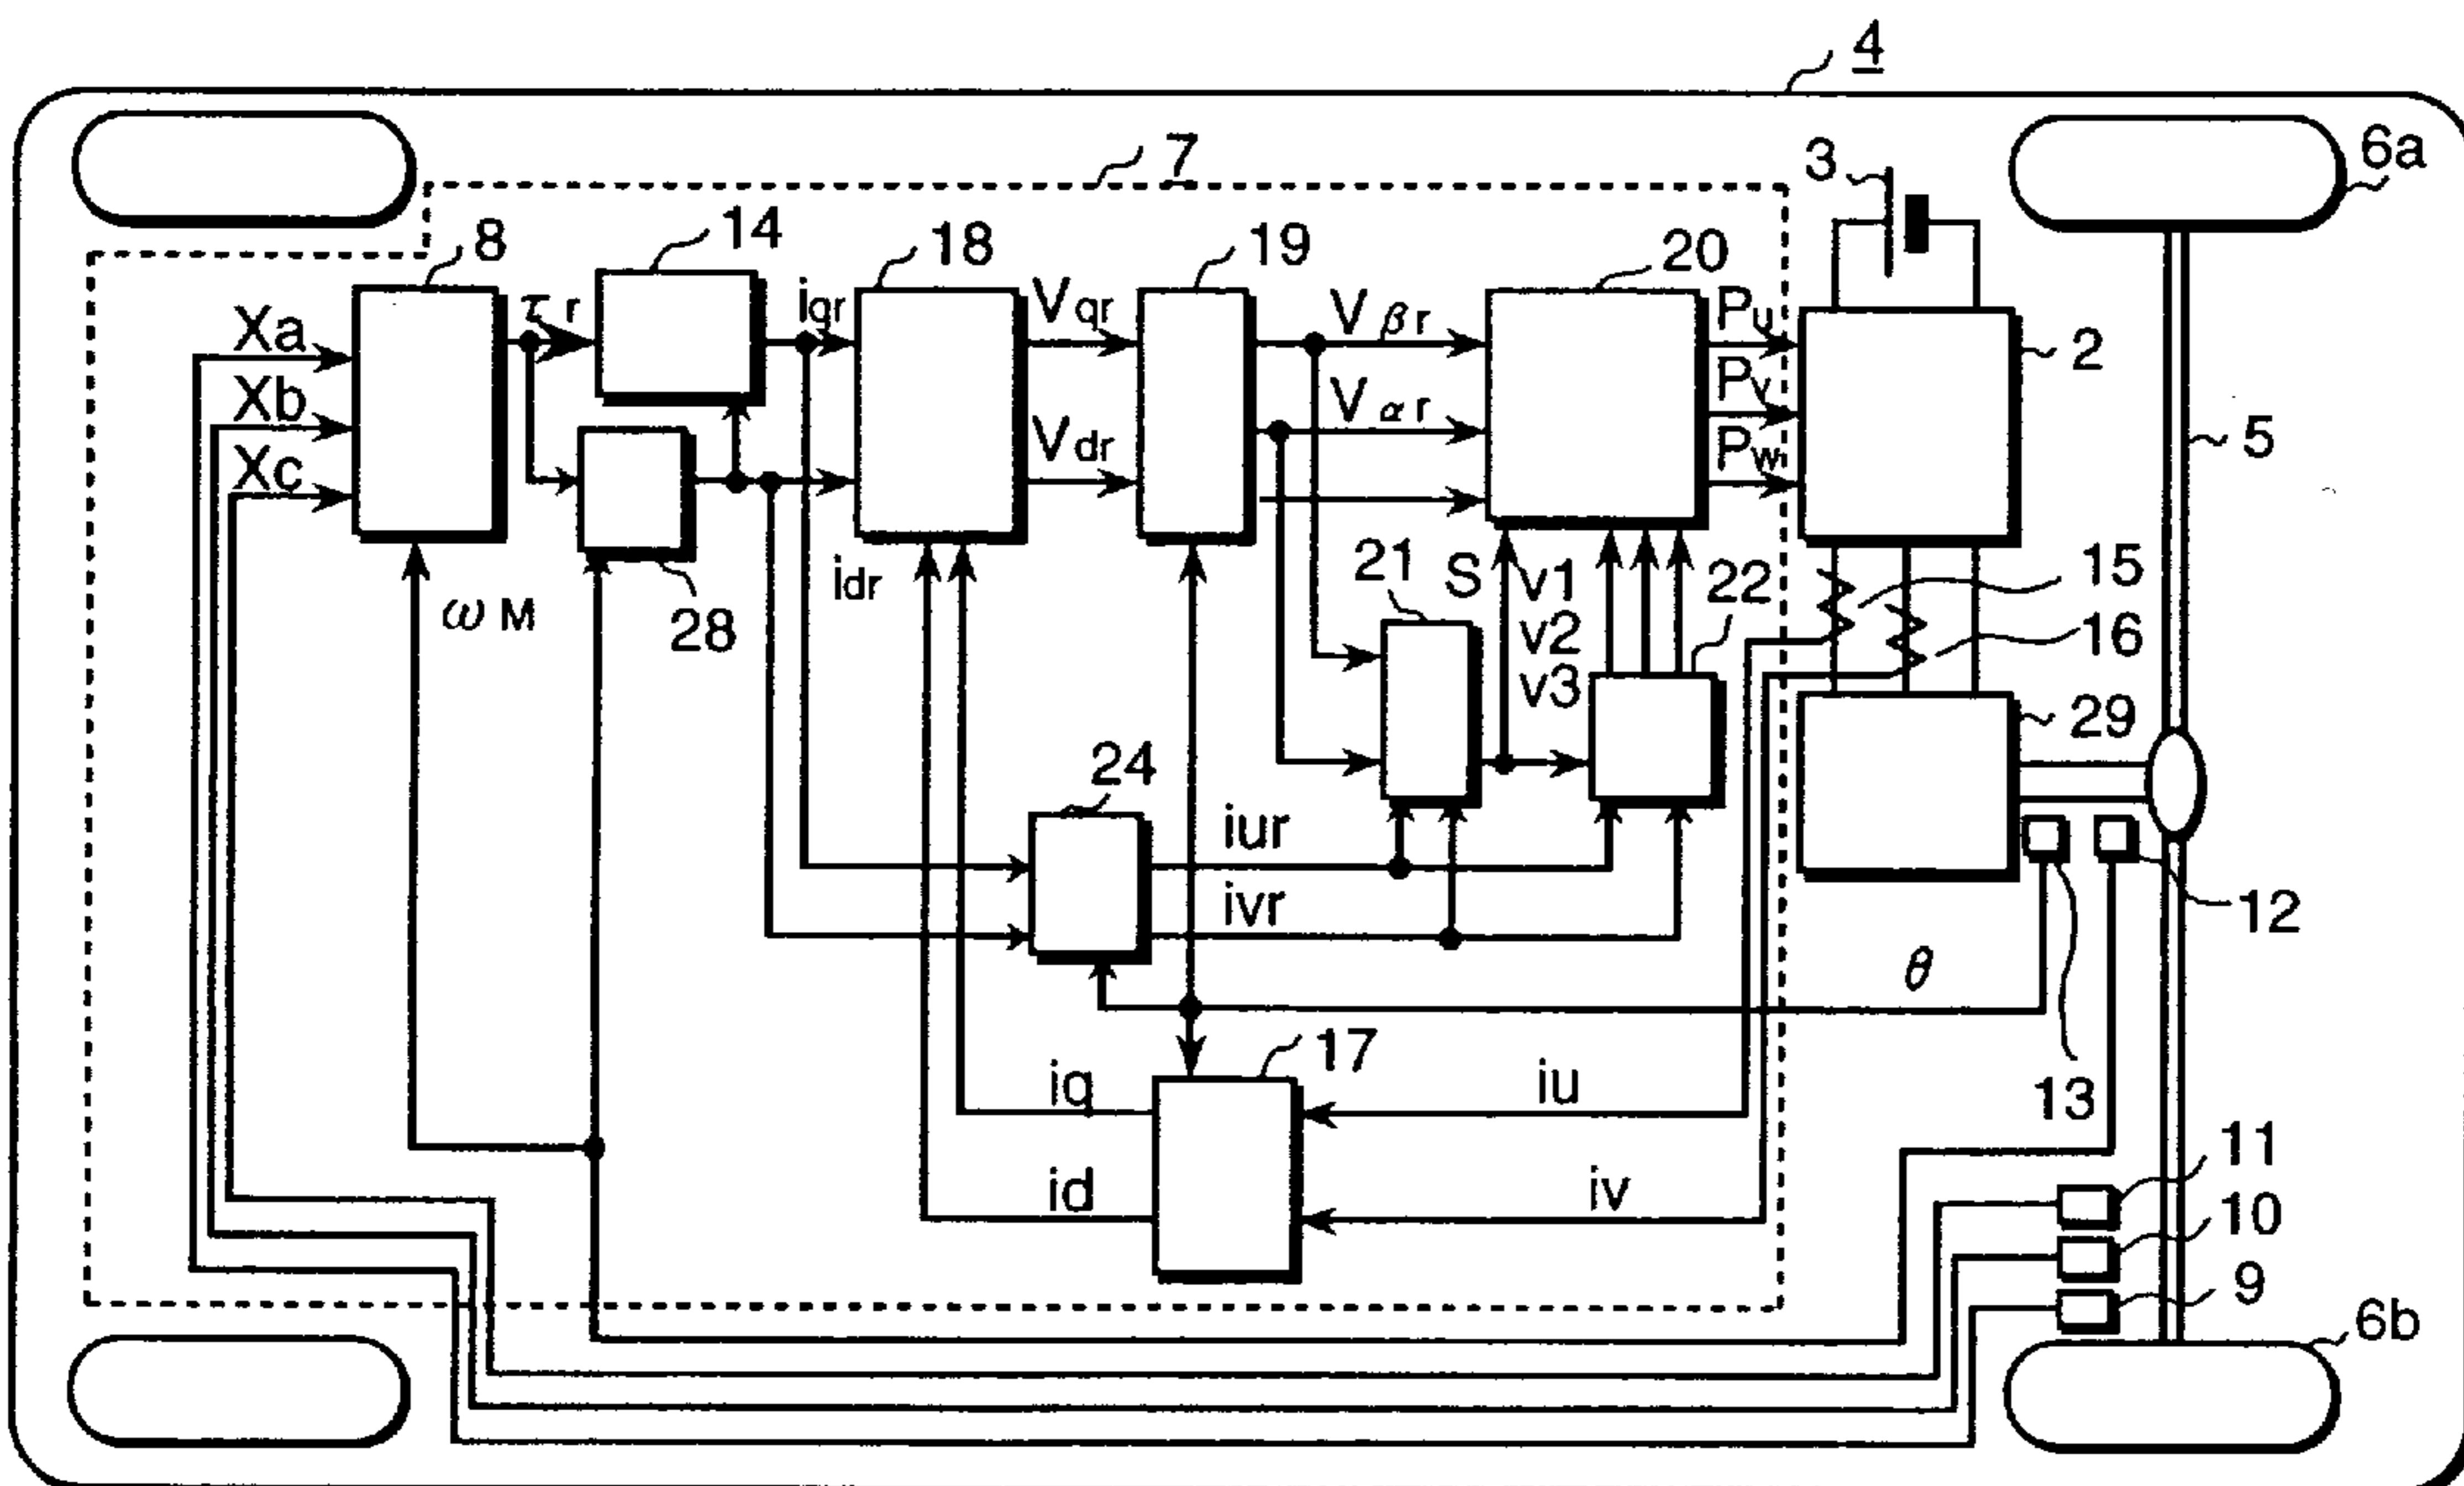 4
7
3
6a
8
14
18
19
20
τr
iqr
Vqr
Vβr
Pu
Xa
2
Vαr
Pv
Xb
Vdr
Pw
5
Xc
idr
21
S
v1
22
15
ωM
28
v2
16
v3
29
24
iur
ivr
12
θ
17
iq
iu
13
11
id
iv
10
9
6b